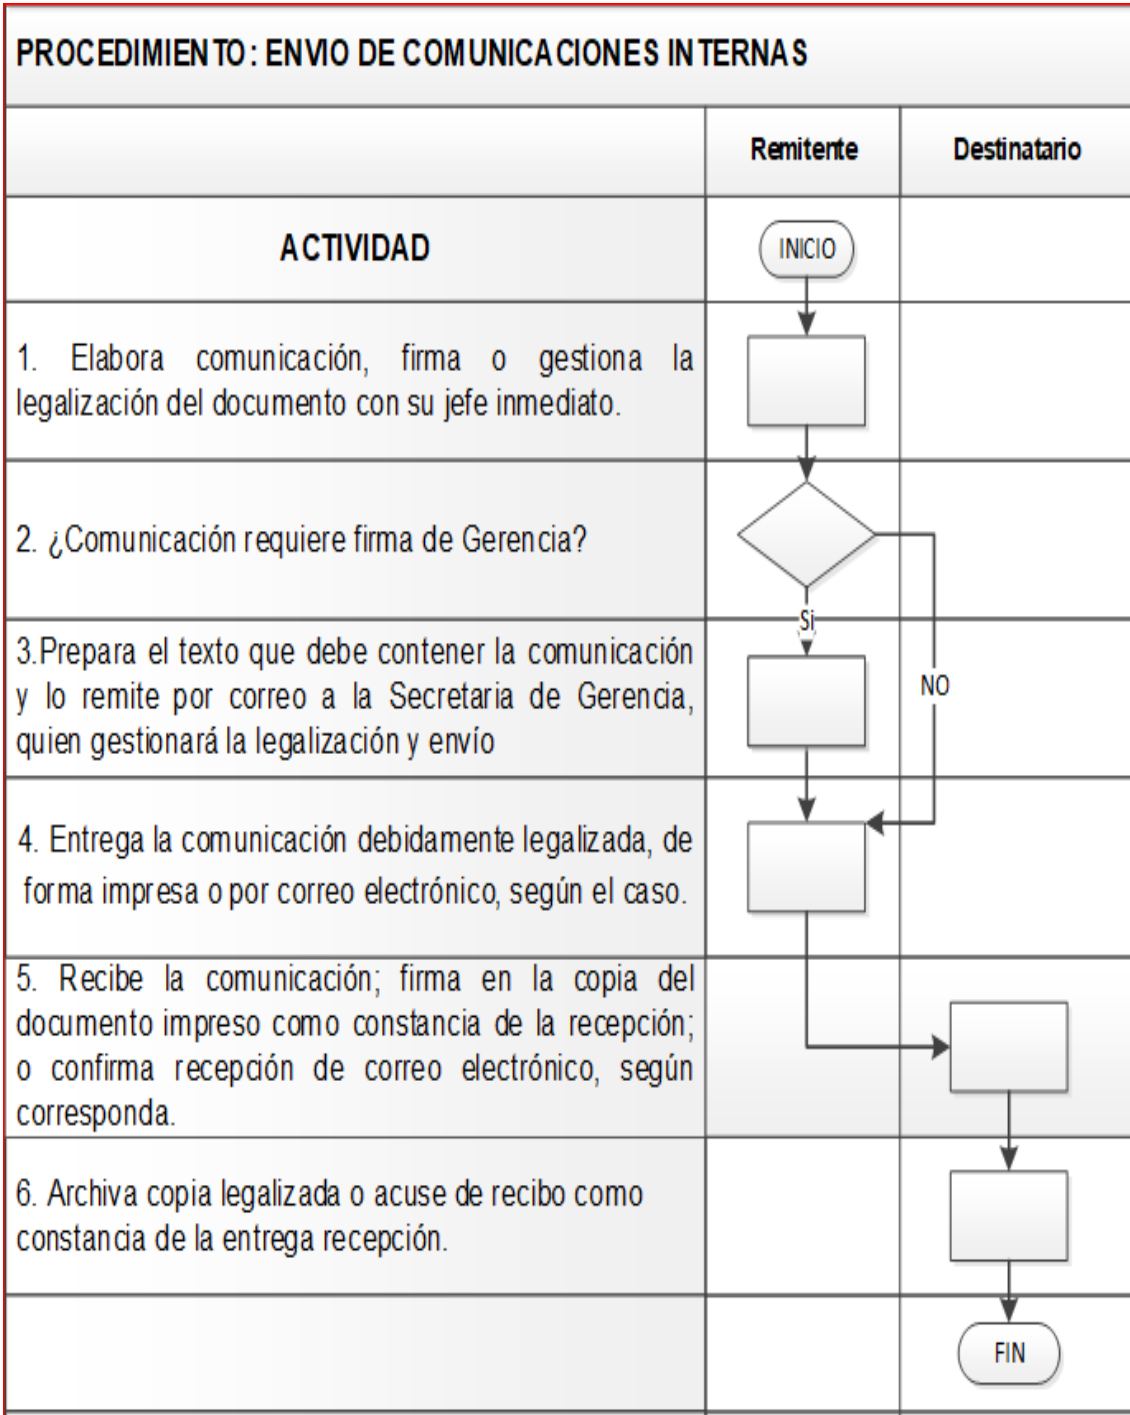 PROCEDIMIENTO: ENVIO DE COMUNICACIONES INTERNAS
Remitente
Destinatario
ACTIVIDAD
INICIO
1. Elabora comunicación, firma o gestiona la
legalización del documento con su jefe inmediato.
2. ¿Comunicación requiere firma de Gerencia?
Si
3.Prepara el texto que debe contener la comunicación
y lo remite por correo a la Secretaria de Gerencia,
quien gestionará la legalización y envío
NO
4. Entrega la comunicación debidamente legalizada, de
forma impresa o por correo electrónico, según el caso.
5. Recibe la comunicación; firma en la copia del
documento impreso como constancia de la recepción;
o confirma recepción de correo electrónico, según
corresponda.
6. Archiva copia legalizada o acuse de recibo como
constancia de la entrega recepción.
FIN